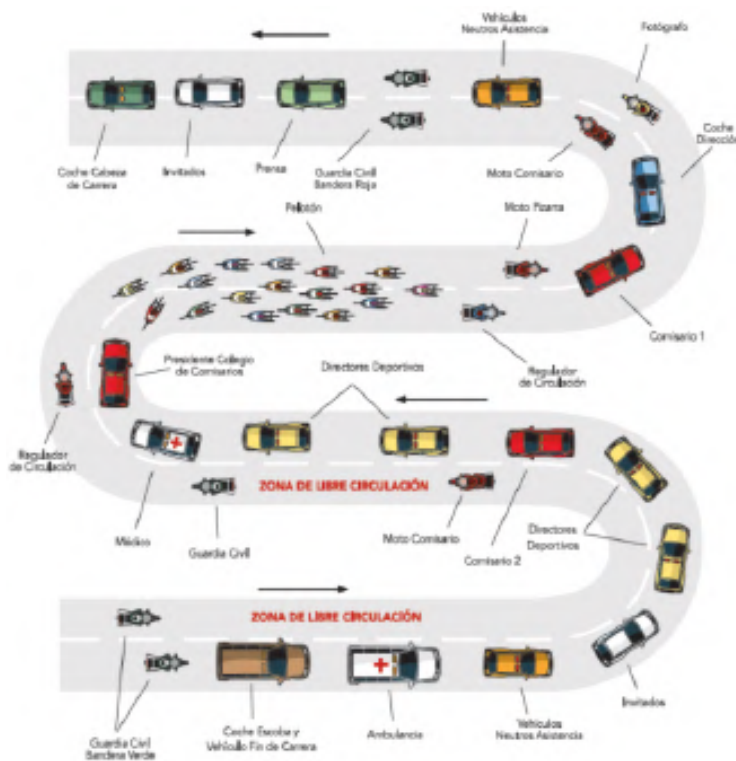 Vehículos
Neutros Asistencia
Fotógrafo
Coche
Dirección
Coche Cabeza
de Carrera
Invitados
Prensa
Guardia Civil
Bandera Roja
Moto Comisario
Pelotón
Moto Pizarra
Comisario 1
Presidente Colegio
de Comisarios
Directores Deportivos
Regulador
de Circulación
Regulador
de Circulación
ZONA DE LIBRE CIRCULACIÓN
Médico
Guardia Civil
Moto Comisario
Comisario 2
Directores
Deportivos
ZONA DE LIBRE CIRCULACIÓN
Invitados
Guardia Civil
Bandera Verde
Coche Escoba y
Vehículo Fin de Carrera
Ambulancia
Vehículos
Neutros Asistencia